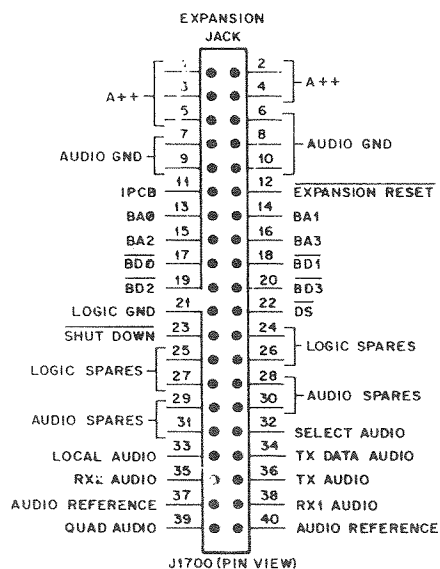 EXPANSION
JACK
2
A++
3
4
A++
5
6
7
8
AUDIO GND
AUDIO GND
9
10
IPCB
11
12
EXPANSION RESET
BA0
13
14
BA1
BA2
15
16
BA3
BD0
17
18
BD1
BD2
19
20
BD3
LOGIC GND
21
22
DS
SHUT DOWN
23
24
LOGIC SPARES
25
26
LOGIC SPARES
27
28
AUDIO SPARES
29
30
AUDIO SPARES
31
32
SELECT AUDIO
LOCAL AUDIO
33
34
TX DATA AUDIO
RX2 AUDIO
35
36
TX AUDIO
AUDIO REFERENCE
37
38
RX1 AUDIO
QUAD AUDIO
39
40
AUDIO REFERENCE
J1700 (PIN VIEW)